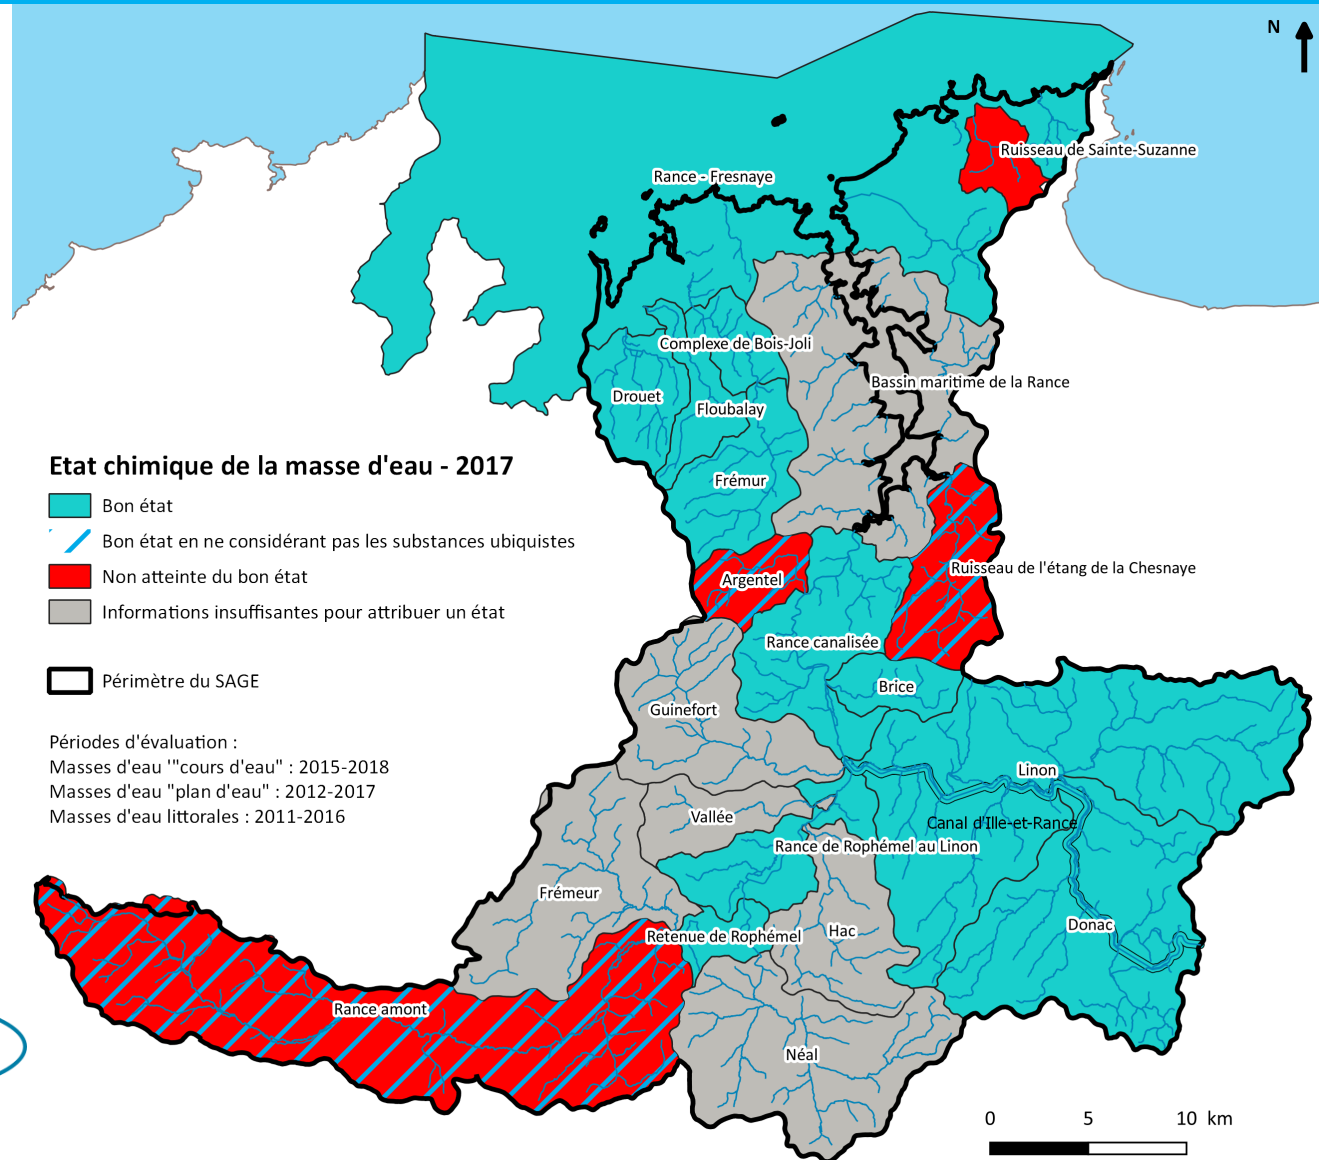 N
Ruisseau de Sainte-Suzanne
Rance - Fresnaye
Complexe de Bois-Joli
Bassin maritime de la Rance
Drouet
Floubalay
Frémur
Etat chimique de la masse d'eau - 2017
Bon état
Bon état en ne considérant pas les substances ubiquistes
Non atteinte du bon état
Informations insuffisantes pour attribuer un état
Périmètre du SAGE
Périodes d'évaluation :
Masses d'eau '"cours d'eau" : 2015-2018
Masses d'eau "plan d'eau" : 2012-2017
Masses d'eau littorales : 2011-2016
Argentel
Ruisseau de l'étang de la Chesnaye
Rance canalisée
Brice
Guinefort
Linon
Vallée
Canal d'Ille-et-Rance
Rance de Rophémel au Linon
Frémeur
Donac
Hac
Retenue de Rophémel
Rance amont
Néal
0 5 10 km